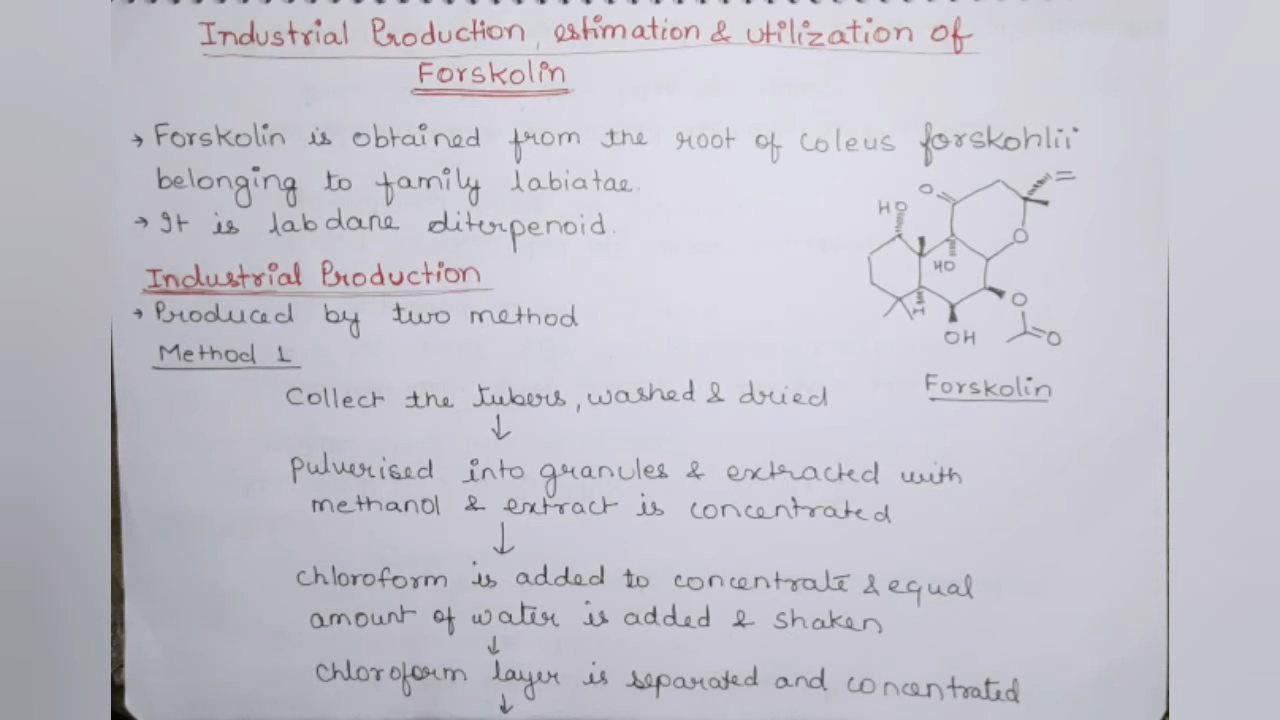 Industrial Production, estimation & utilization of
Forskolin
→ Forskolin is obtained from the root of coleus forskohlii
belonging to family labiatae.
→ It is labdane diterpenoid.
Industrial Production
→ Produced by two method
Method 1
HO
O
O
HO
H
O
OH
O
Forskolin
Collect the tubers, washed & dried
↓
pulverised into granules & extracted with
methanol & extract is concentrated
↓
chloroform is added to concentrate & equal
amount of water is added & shaken
↓
chloroform layer is separated and concentrated
↓